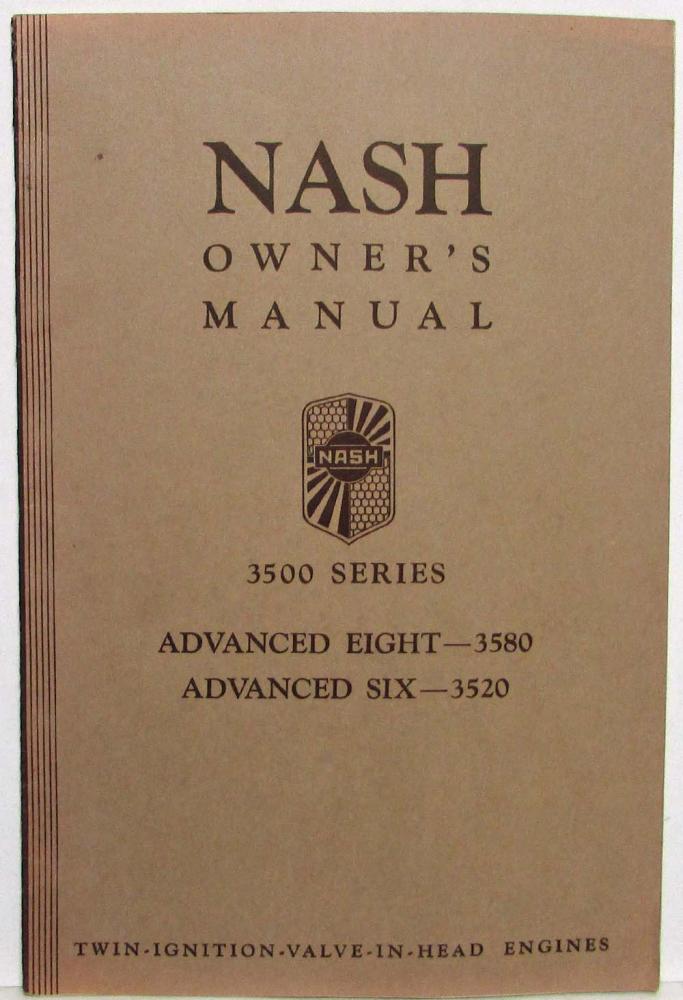 NASH
OWNER'S
MANUAL
NASH
3500 SERIES
ADVANCED EIGHT—3580
ADVANCED SIX—3520
TWIN-IGNITION-VALVE-IN-HEAD ENGINES